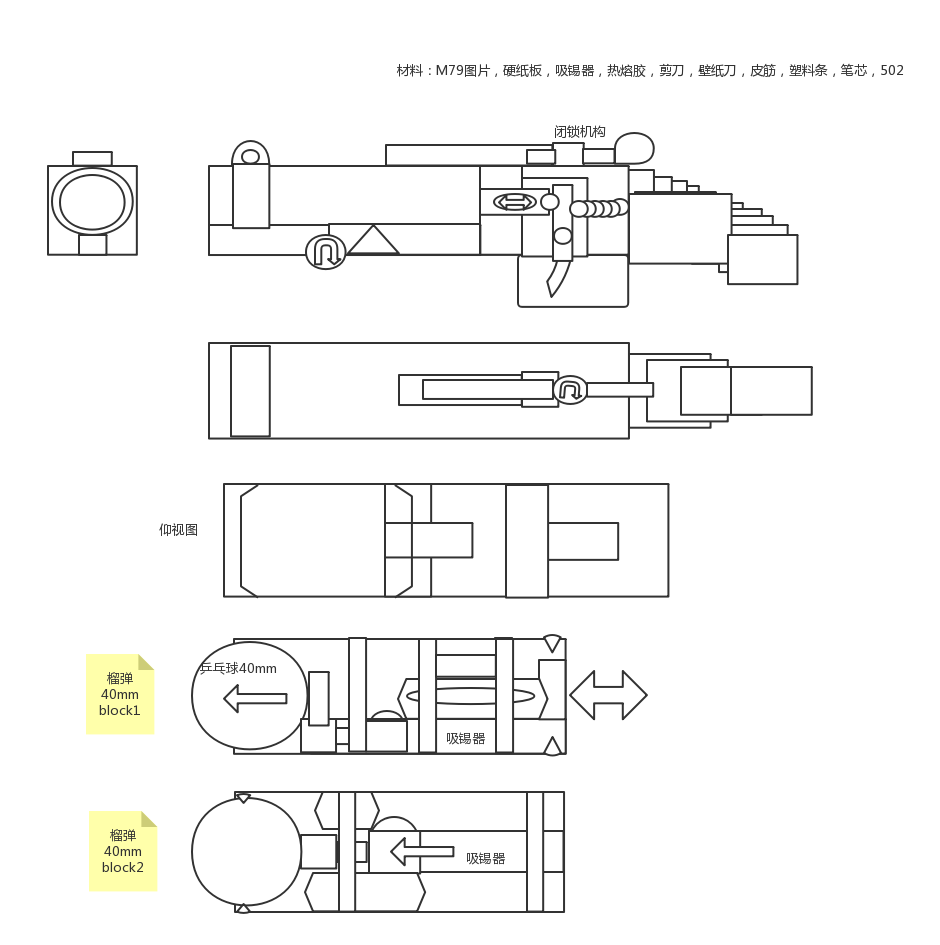 材料：M79图片，硬纸板，吸锡器，热熔胶，剪刀，壁纸刀，皮筋，塑料条，笔芯，502
闭锁机构
仰视图
乒乓球40mm
榴弹
40mm
block1
吸锡器
榴弹
40mm
block2
吸锡器